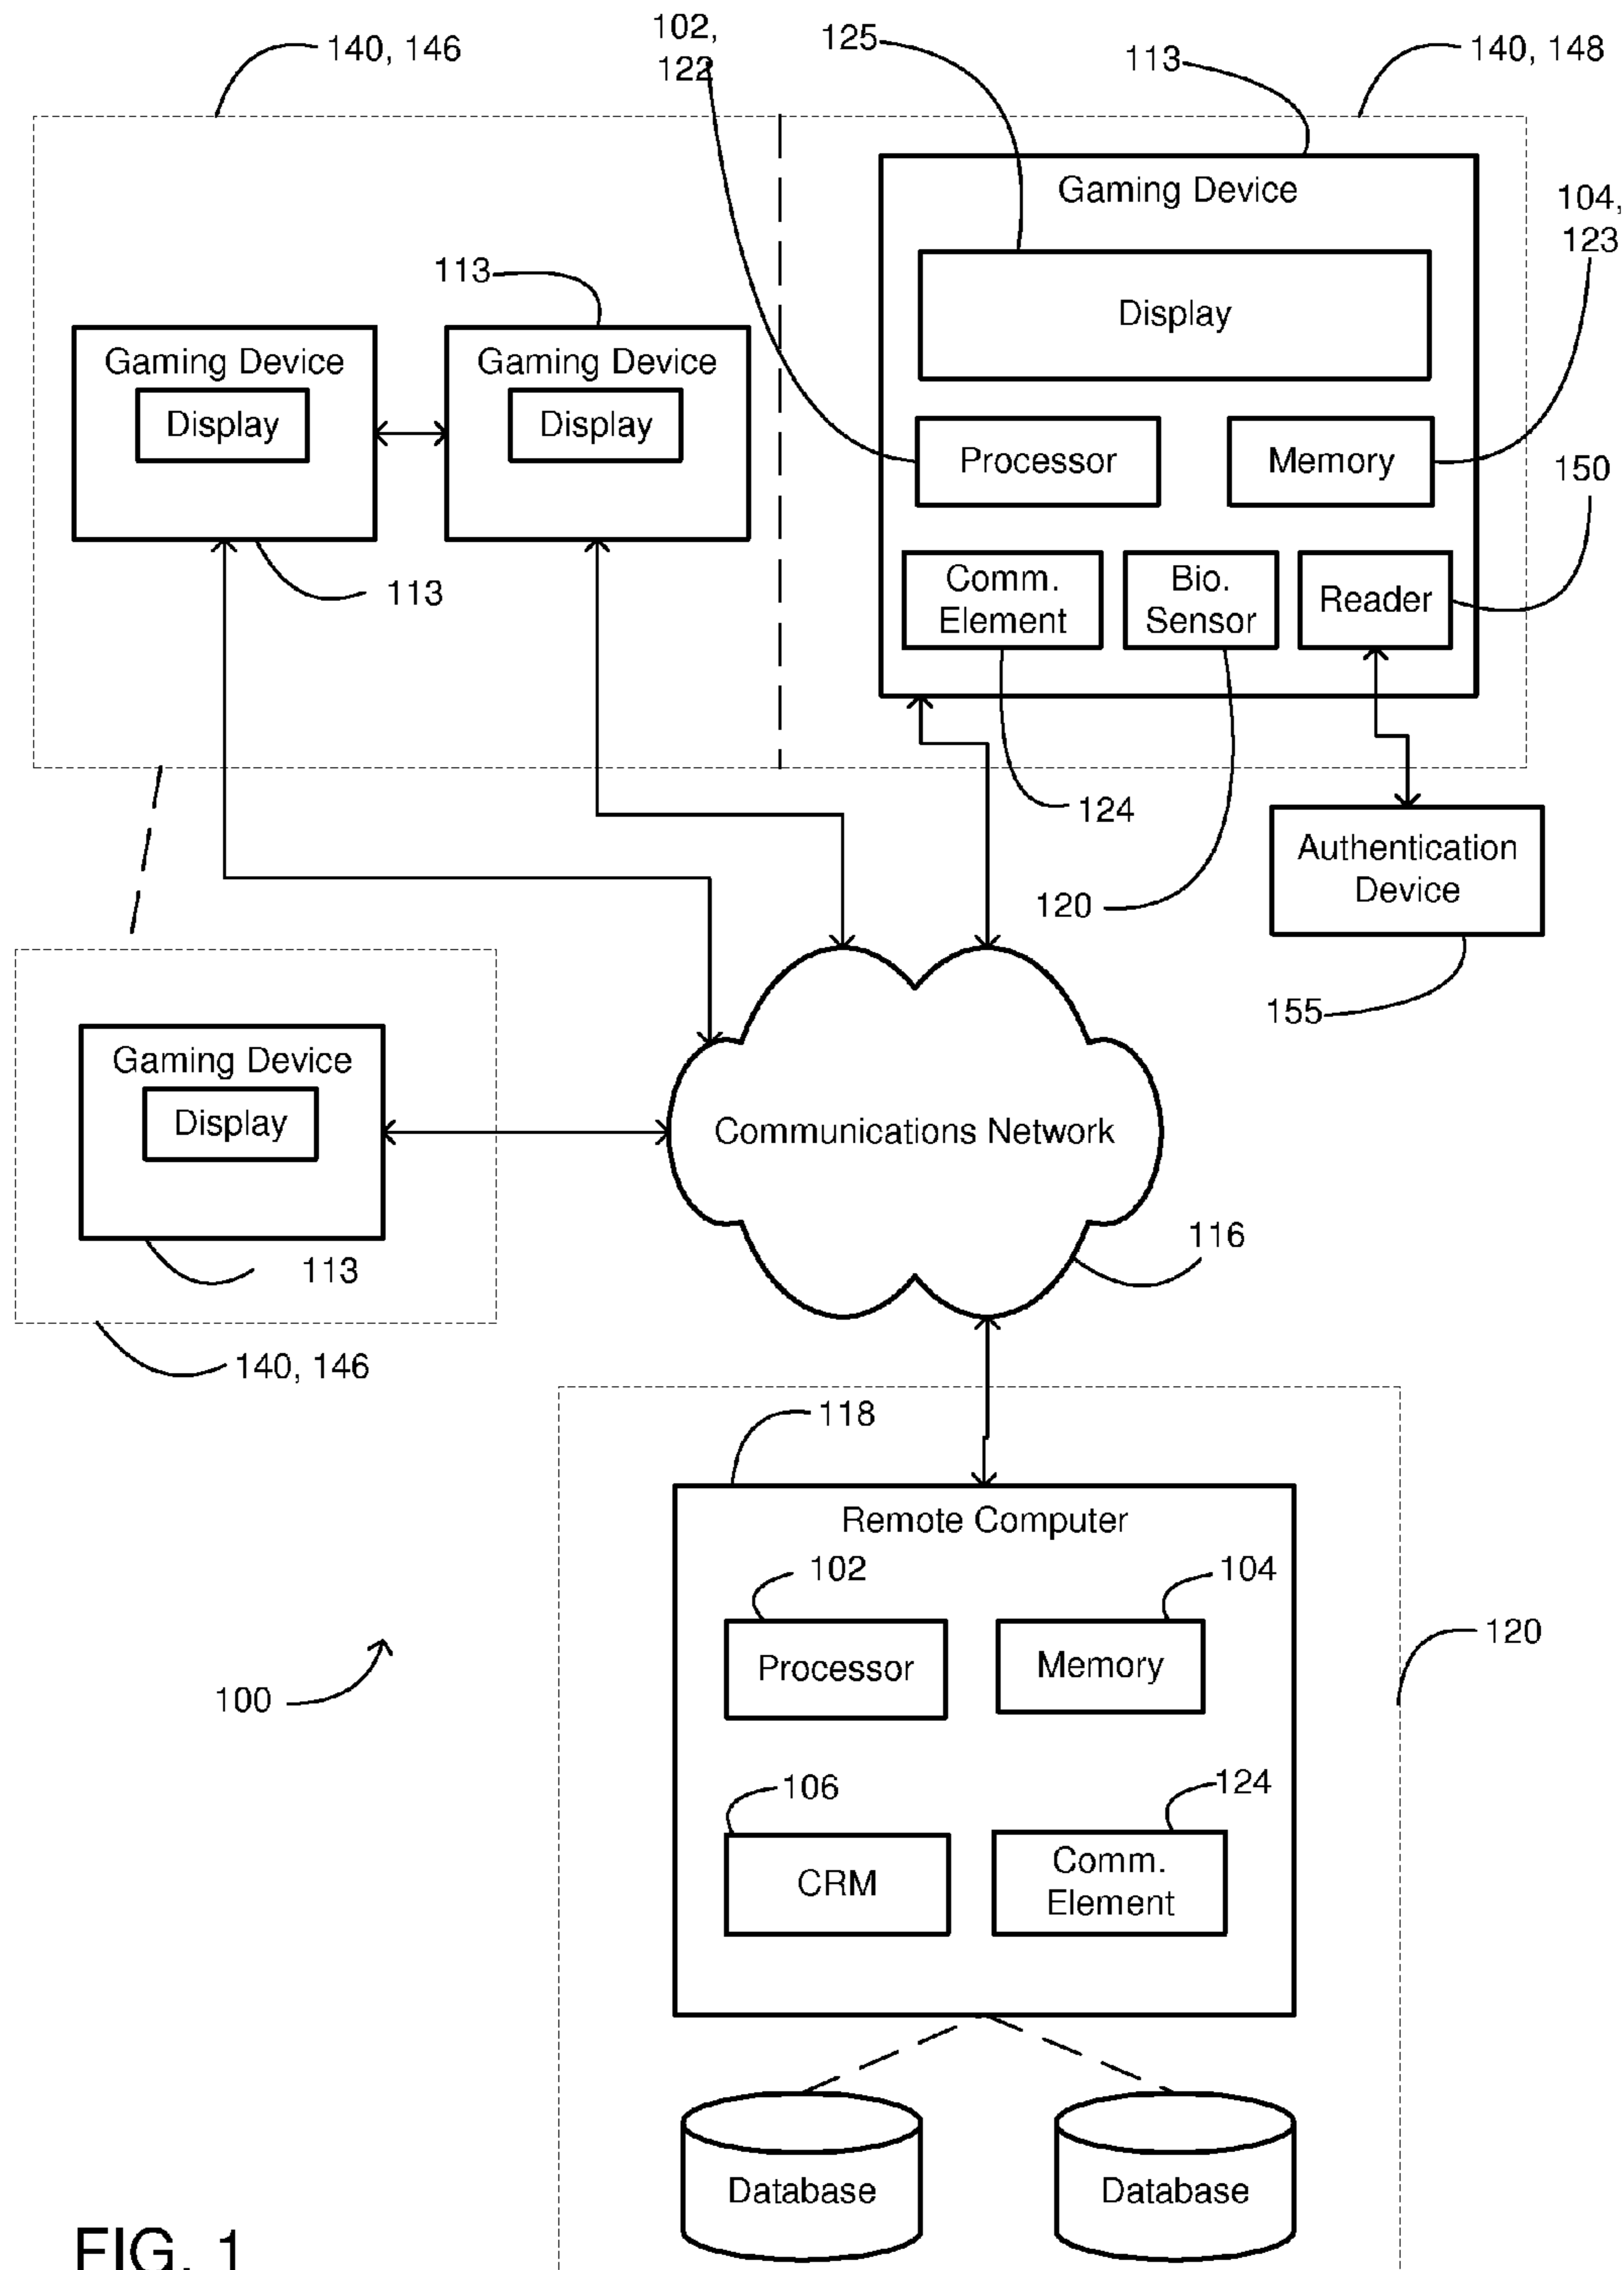 140, 146
102,
122
125
113
140, 148
Gaming Device
104,
123
Display
113
Gaming Device
Display
Gaming Device
Display
Processor
Memory
150
Comm.
Element
Bio.
Sensor
Reader
113
124
120
Authentication
Device
155
Gaming Device
Display
113
140, 146
Communications Network
116
118
Remote Computer
102
104
Processor
Memory
120
100
106
124
CRM
Comm.
Element
Database
Database
FIG. 1